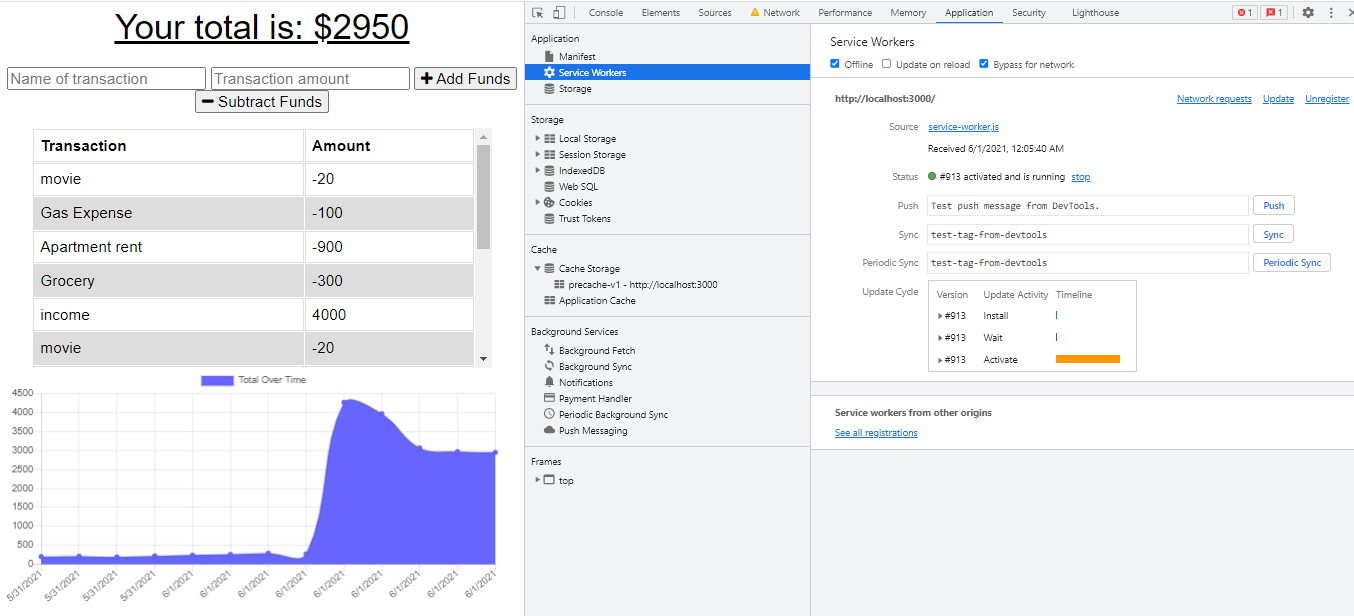 Your total is: $2950
Name of transaction
Transaction amount
Add Funds
Subtract Funds
Transaction Amount
movie -20
Gas Expense -100
Apartment rent -900
Grocery -300
income 4000
movie -20
Total Over Time
4500
4000
3500
3000
2500
2000
1500
1000
500
0
5/31/2021
5/31/2021
5/31/2021
5/31/2021
6/1/2021
6/1/2021
6/1/2021
6/1/2021
6/1/2021
6/1/2021
6/1/2021
6/1/2021
6/1/2021
Console Elements Sources Network Performance Memory Application Security Lighthouse 1 1
Application
Manifest
Service Workers
Storage
Storage
Local Storage
Session Storage
IndexedDB
Web SQL
Cookies
Trust Tokens
Cache
Cache Storage
precache-v1 - http://localhost:3000
Application Cache
Background Services
Background Fetch
Background Sync
Notifications
Payment Handler
Periodic Background Sync
Push Messaging
Frames
top
Service Workers
Offline Update on reload Bypass for network
http://localhost:3000/ Network requests Update Unregister
Source service-worker.js
Received 6/1/2021, 12:05:40 AM
Status #913 activated and is running stop
Push Test push message from DevTools. Push
Sync test-tag-from-devtools Sync
Periodic Sync test-tag-from-devtools Periodic Sync
Update Cycle
Version Update Activity Timeline
#913 Install
#913 Wait
#913 Activate
Service workers from other origins
See all registrations